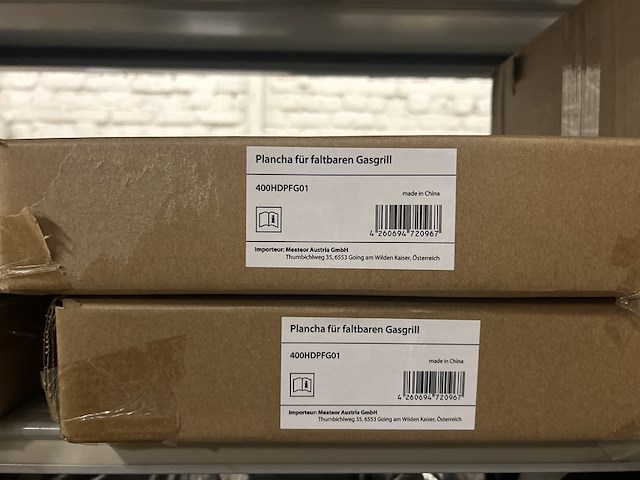 Plancha für faltbaren Gasgrill
400HDPFG01
made in China
4 260694 720967
Importeur: Meateor Austria GmbH
Thurnbichlweg 35, 6553 Going am Wilden Kaiser, Österreich
Plancha für faltbaren Gasgrill
400HDPFG01
made in China
4 260694 720967
Importeur: Meateor Austria GmbH
Thurnbichlweg 35, 6553 Going am Wilden Kaiser, Österreich